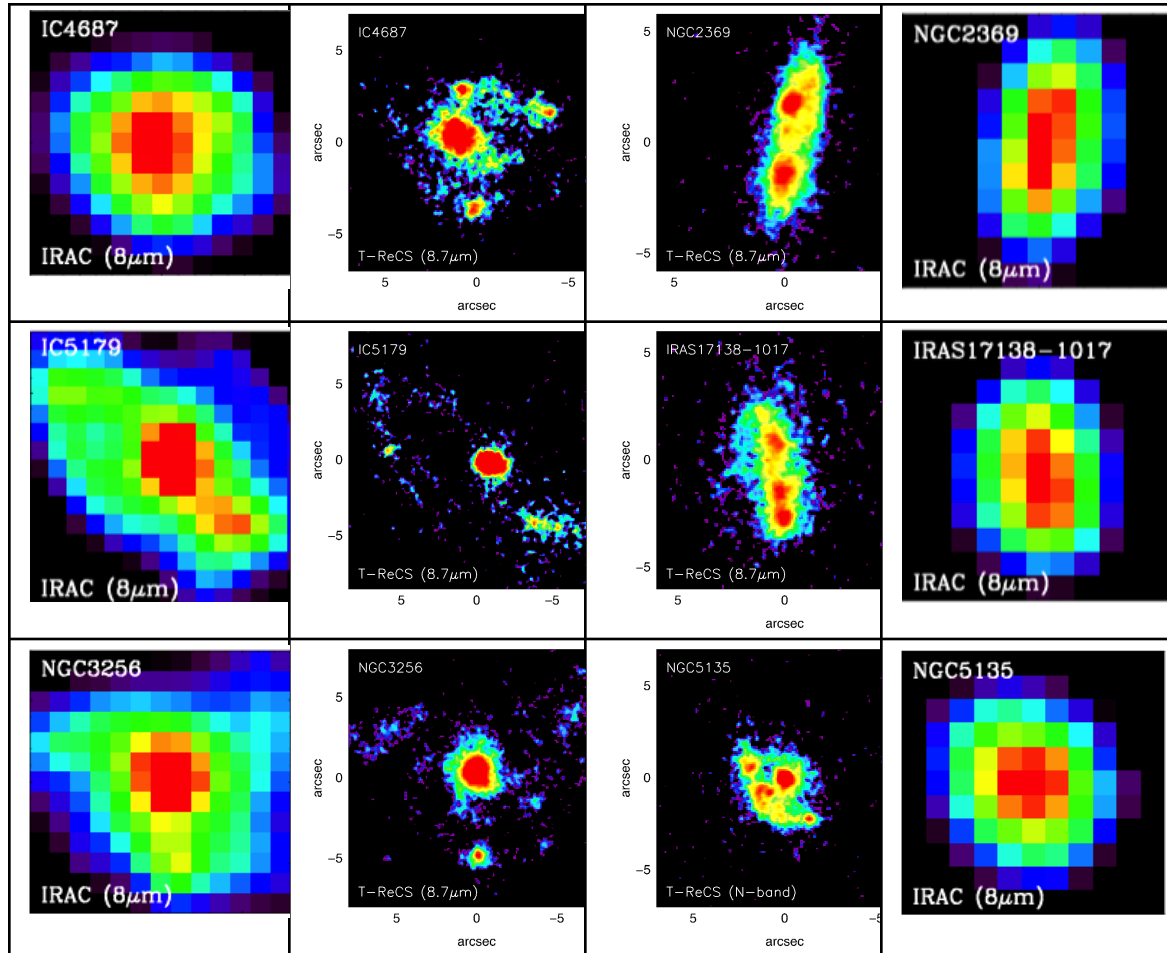 IC4687
IRAC (8μm)
IC4687
T-ReCS (8.7μm)
5
0
-5
arcsec
5
0
-5
arcsec
NGC2369
T-ReCS (8.7μm)
5
0
-5
arcsec
5
0
arcsec
NGC2369
IRAC (8μm)
IC5179
IRAC (8μm)
IC5179
T-ReCS (8.7μm)
5
0
-5
arcsec
5
0
-5
arcsec
IRAS17138-1017
T-ReCS (8.7μm)
5
0
-5
arcsec
5
0
arcsec
IRAS17138-1017
IRAC (8μm)
NGC3256
IRAC (8μm)
NGC3256
T-ReCS (8.7μm)
5
0
-5
arcsec
5
0
-5
arcsec
NGC5135
T-ReCS (N-band)
5
0
-5
arcsec
5
0
-5
arcsec
NGC5135
IRAC (8μm)